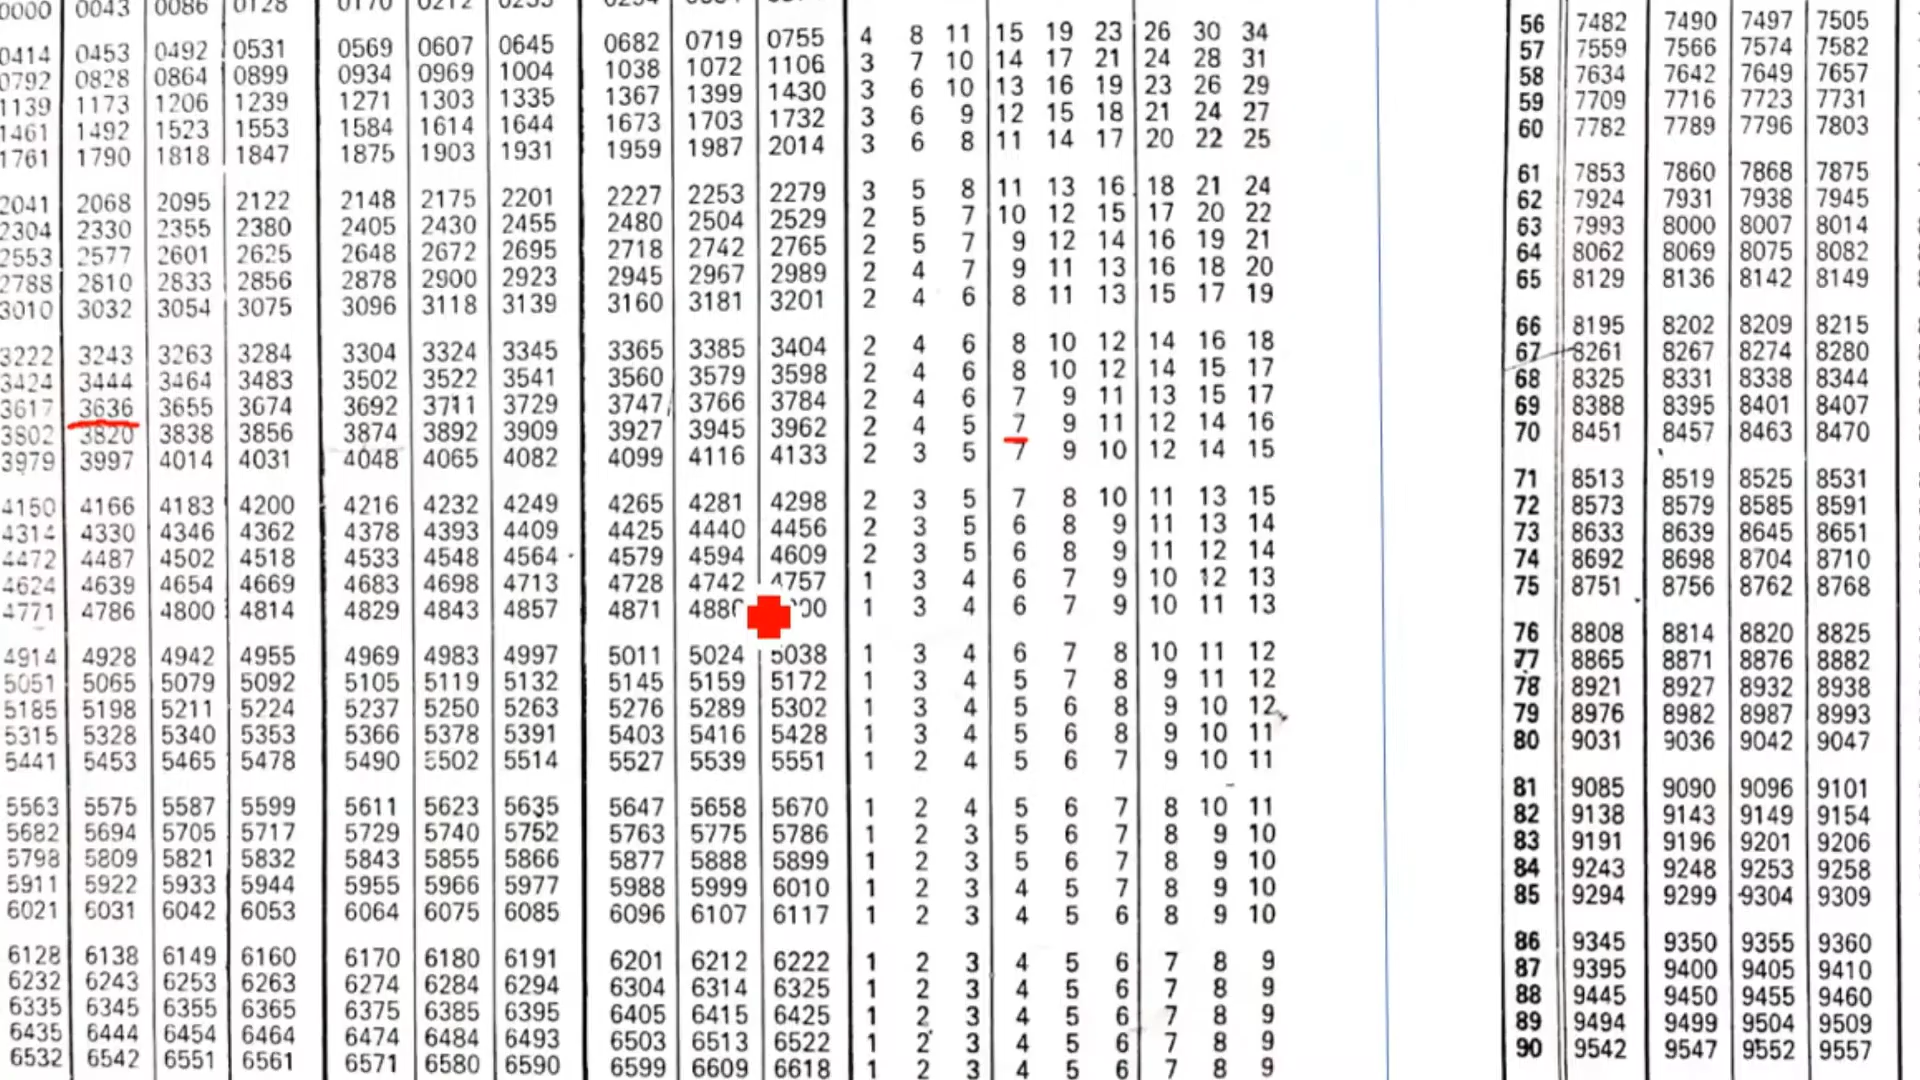 0000 0043 0086 0128 0170 0212
0414 0453 0492 0531 0569 0607 0645 0682 0719 0755 4 8 11 15 19 23 26 30 34
0792 0828 0864 0899 0934 0969 1004 1038 1072 1106 3 7 10 14 17 21 24 28 31
1139 1173 1206 1239 1271 1303 1335 1367 1399 1430 3 6 10 13 16 19 23 26 29
1461 1492 1523 1553 1584 1614 1644 1673 1703 1732 3 6 9 12 15 18 21 24 27
1761 1790 1818 1847 1875 1903 1931 1959 1987 2014 3 6 8 11 14 17 20 22 25
2041 2068 2095 2122 2148 2175 2201 2227 2253 2279 3 5 8 11 13 16 18 21 24
2304 2330 2355 2380 2405 2430 2455 2480 2504 2529 2 5 7 10 12 15 17 20 22
2553 2577 2601 2625 2648 2672 2695 2718 2742 2765 2 5 7 9 12 14 16 19 21
2788 2810 2833 2856 2878 2900 2923 2945 2967 2989 2 4 7 9 11 13 16 18 20
3010 3032 3054 3075 3096 3118 3139 3160 3181 3201 2 4 6 8 11 13 15 17 19
3222 3243 3263 3284 3304 3324 3345 3365 3385 3404 2 4 6 8 10 12 14 16 18
3424 3444 3464 3483 3502 3522 3541 3560 3579 3598 2 4 6 8 10 12 14 15 17
3617 3636 3655 3674 3692 3711 3729 3747 3766 3784 2 4 6 7 9 11 13 15 17
3802 3820 3838 3856 3874 3892 3909 3927 3945 3962 2 4 5 7 9 11 12 14 16
3979 3997 4014 4031 4048 4065 4082 4099 4116 4133 2 3 5 7 9 10 12 14 15
4150 4166 4183 4200 4216 4232 4249 4265 4281 4298 2 3 5 7 8 10 11 13 15
4314 4330 4346 4362 4378 4393 4409 4425 4440 4456 2 3 5 6 8 9 11 13 14
4472 4487 4502 4518 4533 4548 4564 4579 4594 4609 2 3 5 6 8 9 11 12 14
4624 4639 4654 4669 4683 4698 4713 4728 4742 4757 1 3 4 6 7 9 10 12 13
4771 4786 4800 4814 4829 4843 4857 4871 1 3 4 6 7 9 10 11 13
4914 4928 4942 4955 4969 4983 4997 5011 5024 5038 1 3 4 6 7 8 10 11 12
5051 5065 5079 5092 5105 5119 5132 5145 5159 5172 1 3 4 5 7 8 9 11 12
5185 5198 5211 5224 5237 5250 5263 5276 5289 5302 1 3 4 5 6 8 9 10 12
5315 5328 5340 5353 5366 5378 5391 5403 5416 5428 1 3 4 5 6 8 9 10 11
5441 5453 5465 5478 5490 5502 5514 5527 5539 5551 1 2 4 5 6 7 9 10 11
5563 5575 5587 5599 5611 5623 5635 5647 5658 5670 1 2 4 5 6 7 8 10 11
5682 5694 5705 5717 5729 5740 5752 5763 5775 5786 1 2 3 5 6 7 8 9 10
5798 5809 5821 5832 5843 5855 5866 5877 5888 5899 1 2 3 5 6 7 8 9 10
5911 5922 5933 5944 5955 5966 5977 5988 5999 6010 1 2 3 4 5 7 8 9 10
6021 6031 6042 6053 6064 6075 6085 6096 6107 6117 1 2 3 4 5 6 8 9 10
6128 6138 6149 6160 6170 6180 6191 6201 6212 6222 1 2 3 4 5 6 7 8 9
6232 6243 6253 6263 6274 6284 6294 6304 6314 6325 1 2 3 4 5 6 7 8 9
6335 6345 6355 6365 6375 6385 6395 6405 6415 6425 1 2 3 4 5 6 7 8 9
6435 6444 6454 6464 6474 6484 6493 6503 6513 6522 1 2 3 4 5 6 7 8 9
6532 6542 6551 6561 6571 6580 6590 6599 6609 6618 1 2 3 4 5 6 7 8 9
56 7482 7490 7497 7505
57 7559 7566 7574 7582
58 7634 7642 7649 7657
59 7709 7716 7723 7731
60 7782 7789 7796 7803
61 7853 7860 7868 7875
62 7924 7931 7938 7945
63 7993 8000 8007 8014
64 8062 8069 8075 8082
65 8129 8136 8142 8149
66 8195 8202 8209 8215
67 8261 8267 8274 8280
68 8325 8331 8338 8344
69 8388 8395 8401 8407
70 8451 8457 8463 8470
71 8513 8519 8525 8531
72 8573 8579 8585 8591
73 8633 8639 8645 8651
74 8692 8698 8704 8710
75 8751 8756 8762 8768
76 8808 8814 8820 8825
77 8865 8871 8876 8882
78 8921 8927 8932 8938
79 8976 8982 8987 8993
80 9031 9036 9042 9047
81 9085 9090 9096 9101
82 9138 9143 9149 9154
83 9191 9196 9201 9206
84 9243 9248 9253 9258
85 9294 9299 9304 9309
86 9345 9350 9355 9360
87 9395 9400 9405 9410
88 9445 9450 9455 9460
89 9494 9499 9504 9509
90 9542 9547 9552 9557